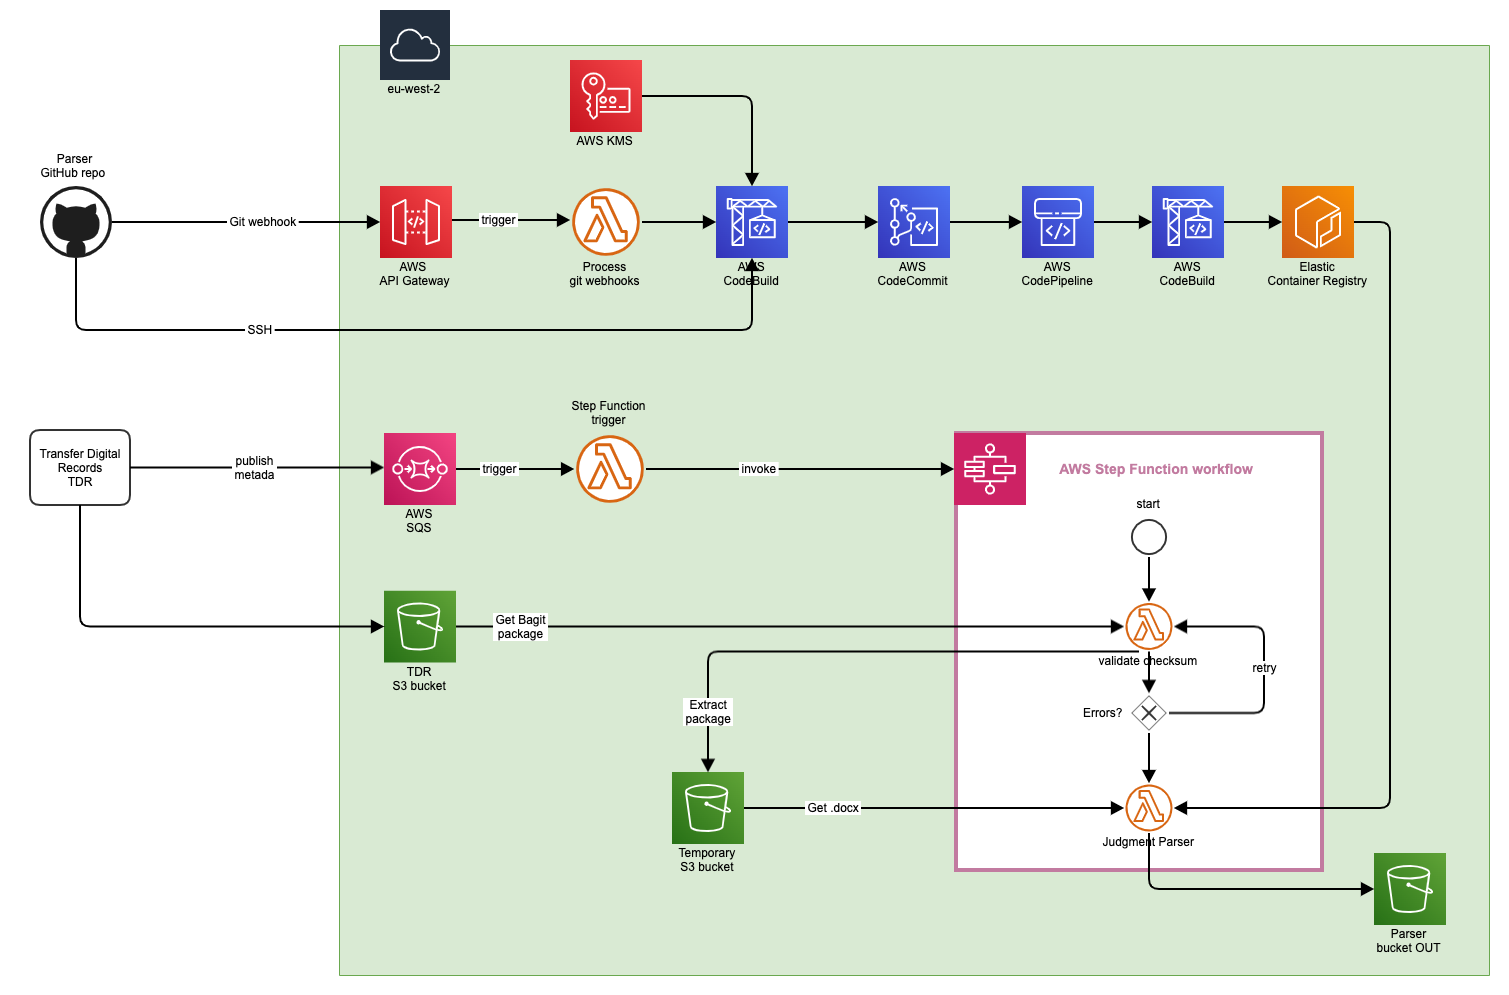 eu-west-2
AWS KMS
Parser
GitHub repo
Git webhook
AWS
API Gateway
trigger
Process
git webhooks
AWS
CodeBuild
AWS
CodeCommit
AWS
CodePipeline
AWS
CodeBuild
Elastic
Container Registry
SSH
Transfer Digital
Records
TDR
publish
metada
AWS
SQS
trigger
Step Function
trigger
invoke
AWS Step Function workflow
start
TDR
S3 bucket
Get Bagit
package
validate checksum
retry
Errors?
Extract
package
Temporary
S3 bucket
Get .docx
Judgment Parser
Parser
bucket OUT